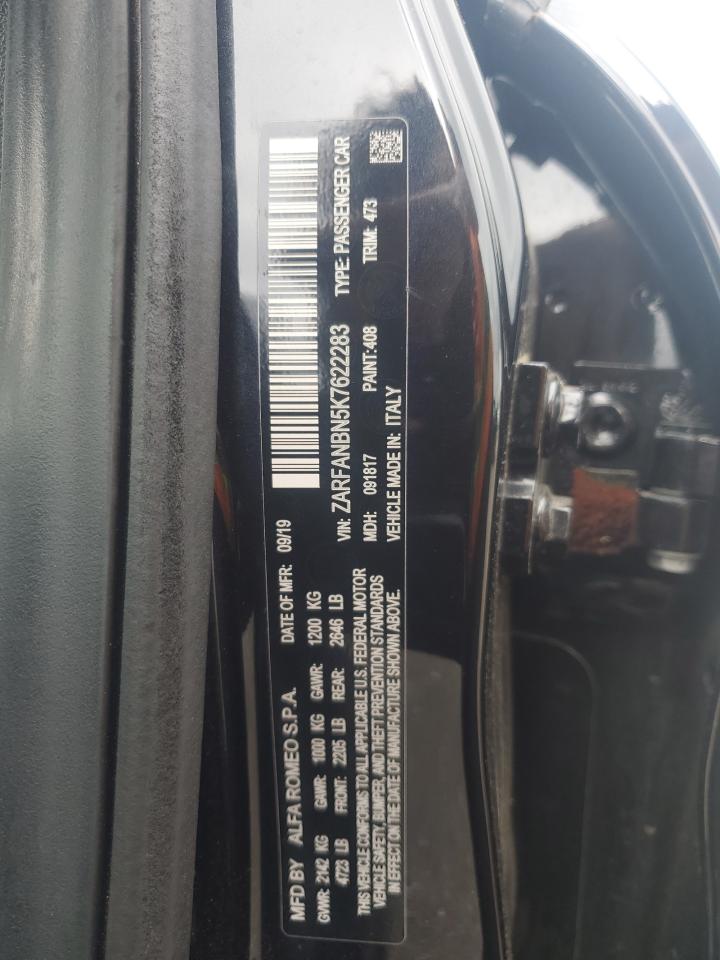 MFD BY ALFA ROMEO S.P.A. DATE OF MFR: 09/19
GVWR: 2142 KG GAWR: 1000 KG GAWR: 1200 KG
4723 LB FRONT: 2205 LB REAR: 2646 LB
THIS VEHICLE CONFORMS TO ALL APPLICABLE U.S. FEDERAL MOTOR
VEHICLE SAFETY, BUMPER, AND THEFT PREVENTION STANDARDS
IN EFFECT ON THE DATE OF MANUFACTURE SHOWN ABOVE.
VIN: ZARFANBN5K7622283 TYPE: PASSENGER CAR
MDH: 091817 PAINT:408 TRIM: 473
VEHICLE MADE IN: ITALY